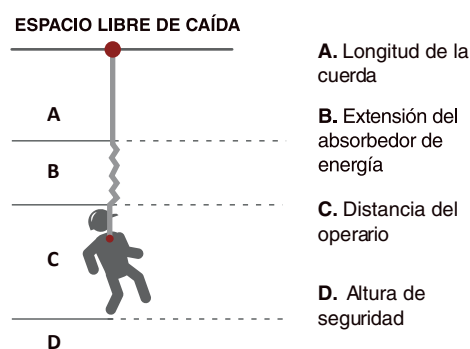 ESPACIO LIBRE DE CAÍDA
A
B
C
D
A. Longitud de la
cuerda
B. Extensión del
absorbedor de
energía
C. Distancia del
operario
D. Altura de
seguridad